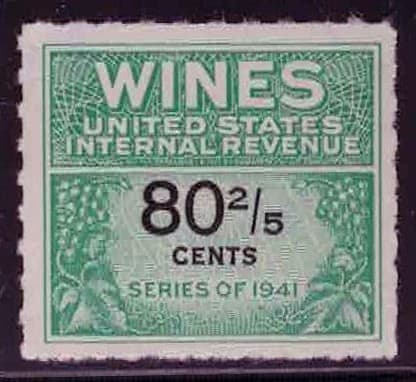 WINES
UNITED STATES
INTERNAL REVENUE
80 2/5
CENTS
SERIES OF 1941